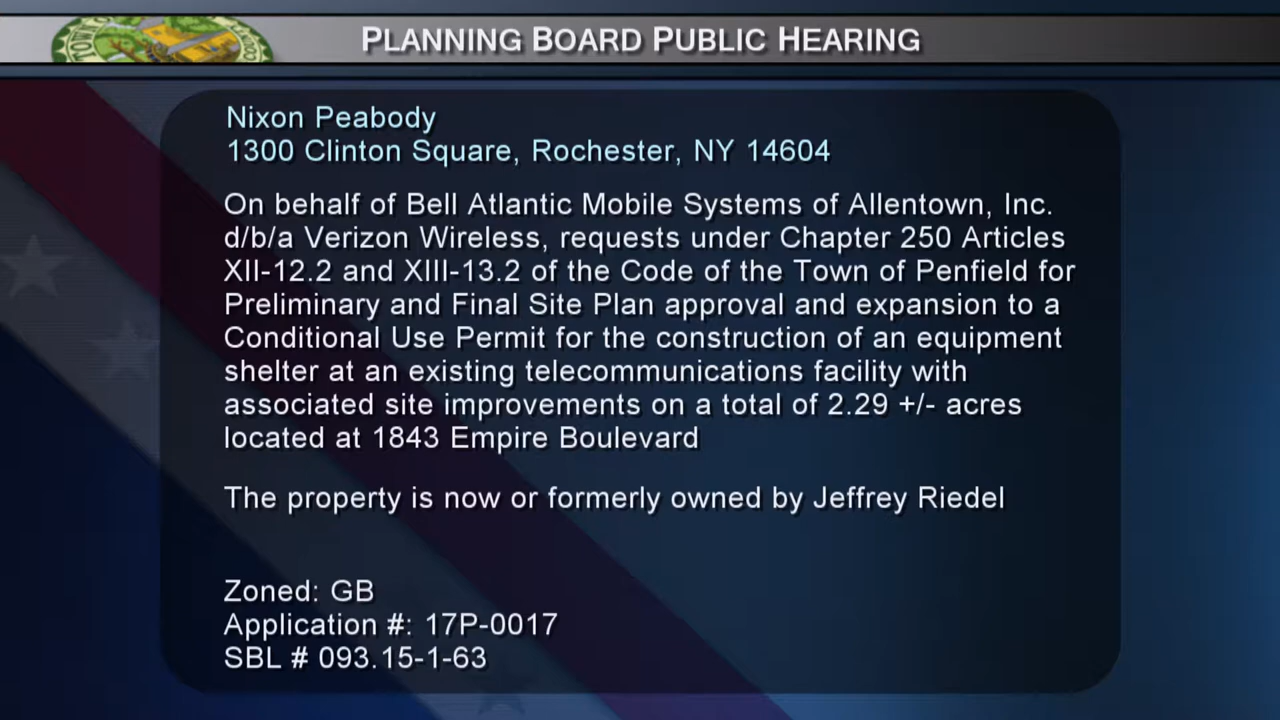 PLANNING BOARD PUBLIC HEARING
Nixon Peabody
1300 Clinton Square, Rochester, NY 14604
On behalf of Bell Atlantic Mobile Systems of Allentown, Inc.
d/b/a Verizon Wireless, requests under Chapter 250 Articles
XII-12.2 and XIII-13.2 of the Code of the Town of Penfield for
Preliminary and Final Site Plan approval and expansion to a
Conditional Use Permit for the construction of an equipment
shelter at an existing telecommunications facility with
associated site improvements on a total of 2.29 +/- acres
located at 1843 Empire Boulevard
The property is now or formerly owned by Jeffrey Riedel
Zoned: GB
Application #: 17P-0017
SBL # 093.15-1-63